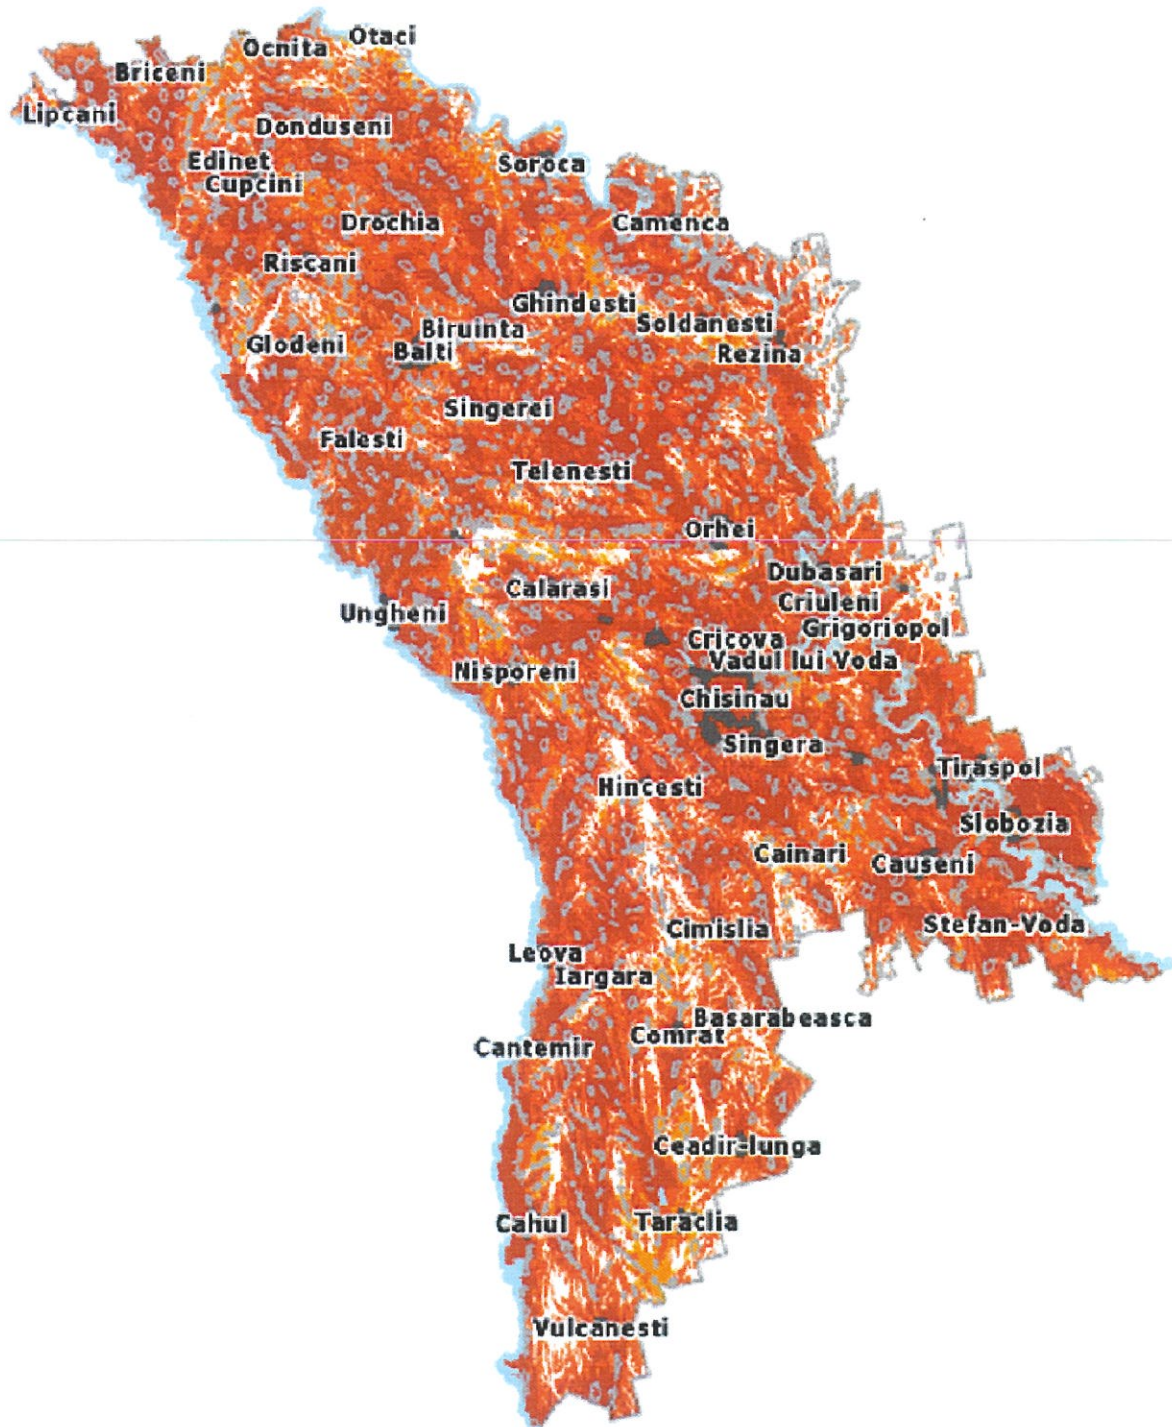 Otaci
Ocnita
Briceni
Lipcani
Donduseni
Edinet
Cupcini
Soroca
Drochia
Camenca
Riscani
Ghindesti
Soldanesti
Biruinta
Glodeni
Balti
Rezina
Singerei
Falesti
Telenesti
Orhei
Dubasari
Calarasi
Criuleni
Ungheni
Grigoriopol
Cricova
Vadul lui Voda
Nisporeni
Chisinau
Singera
Tiraspol
Hincesti
Slobozia
Cainari
Causeni
Stefan-Voda
Cimislia
Leova
Iargara
Basarabeasca
Comrat
Cantemir
Ceadir-lunga
Cahul
Taraclia
Vulcanesti